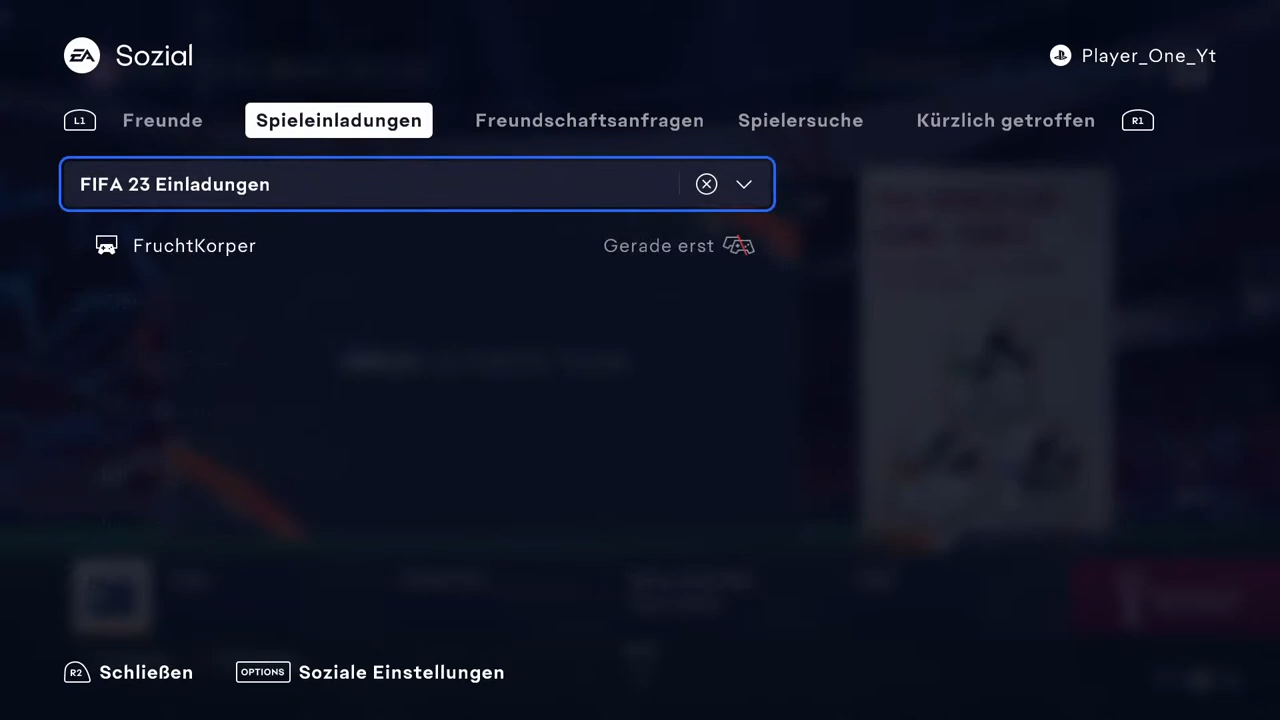 EA Sozial
Player_One_Yt
L1 Freunde Spieleinladungen Freundschaftsanfragen Spielersuche Kürzlich getroffen R1
FIFA 23 Einladungen
FruchtKorper Gerade erst
R2 Schließen OPTIONS Soziale Einstellungen